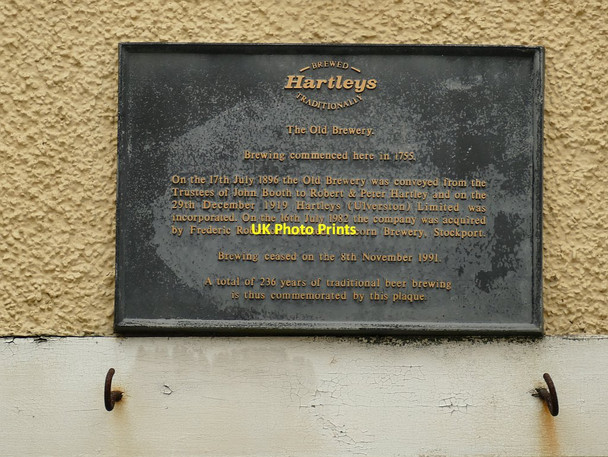 BREWED
Hartleys
TRADITIONALLY
The Old Brewery.
Brewing commenced here in 1755.
On the 17th July 1896 the Old Brewery was conveyed from the
Trustees of John Booth to Robert & Peter Hartley and on the
29th December 1919 Hartleys (Ulverston) Limited was
incorporated. On the 16th July 1982 the company was acquired
by Frederic Brewery, Stockport.
UK Photo Prints
Brewing ceased on the 8th November 1991.
A total of 236 years of traditional beer brewing
is thus commemorated by this plaque.